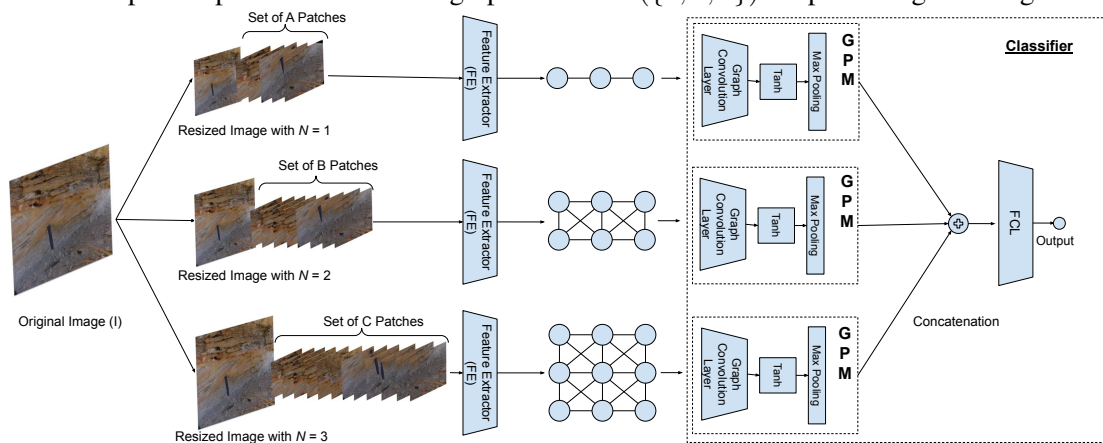 Set of A Patches
Resized Image with N = 1
Feature Extractor
(FE)
Graph
Convolution
Layer
Tanh
Max Pooling
GPM
Classifier
Set of B Patches
Resized Image with N = 2
Feature Extractor
(FE)
Graph
Convolution
Layer
Tanh
Max Pooling
GPM
FCL
Output
Original Image (I)
Set of C Patches
Resized Image with N = 3
Feature Extractor
(FE)
Graph
Convolution
Layer
Tanh
Max Pooling
GPM
Concatenation